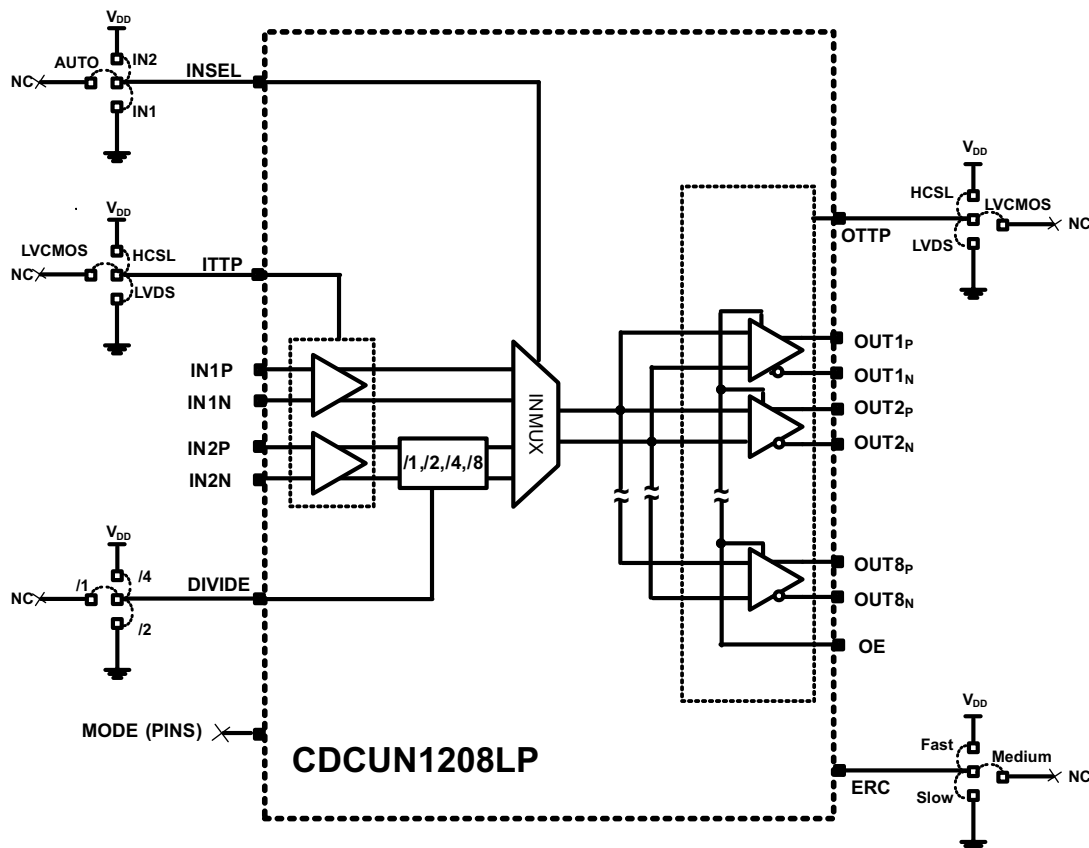 VDD
AUTO
IN2
NC
INSEL
IN1
VDD
LVCMOS
HCSL
NC
ITTP
LVDS
IN1P
IN1N
IN2P
IN2N
/1,/2,/4,/8
INMUX
VDD
/1
/4
NC
DIVIDE
/2
MODE (PINS)
CDCUN1208LP
VDD
HCSL
LVCMOS
NC
OTTP
LVDS
OUT1P
OUT1N
OUT2P
OUT2N
OUT8P
OUT8N
OE
VDD
Fast
Medium
NC
ERC
Slow